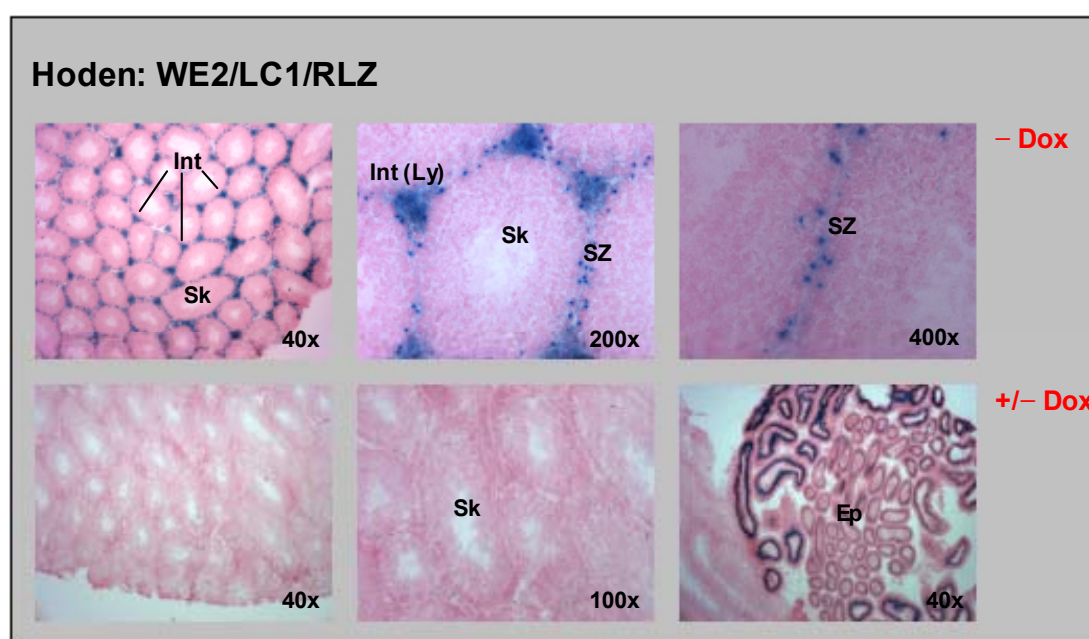 Hoden: WE2/LC1/RLZ
– Dox
Int
Sk
40x
Int (Ly)
Sk
SZ
200x
SZ
400x
+/– Dox
40x
Sk
100x
Ep
40x